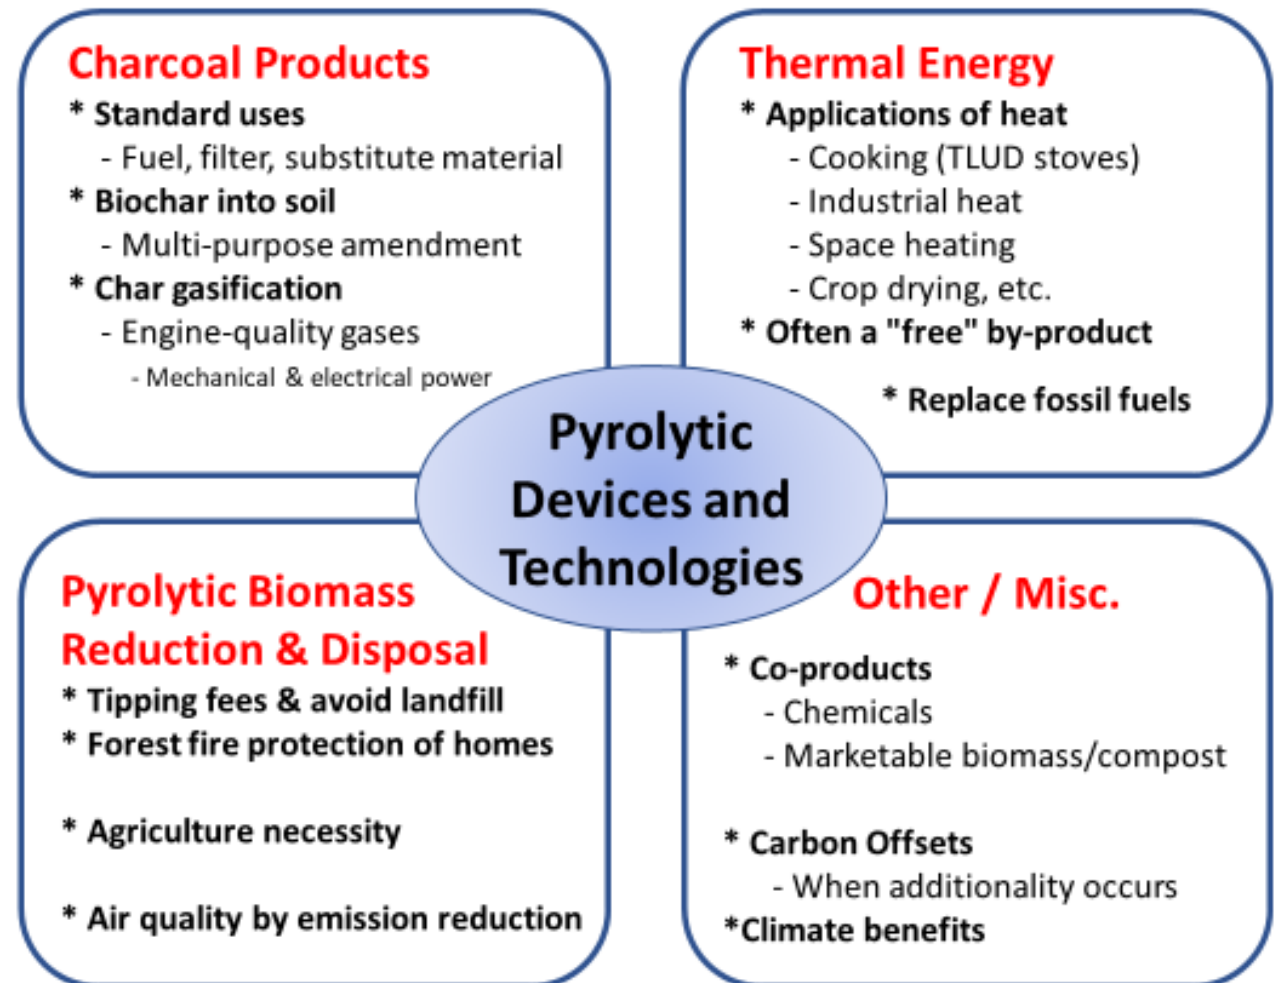 Charcoal Products
* Standard uses
- Fuel, filter, substitute material
* Biochar into soil
- Multi-purpose amendment
* Char gasification
- Engine-quality gases
- Mechanical & electrical power
Thermal Energy
* Applications of heat
- Cooking (TLUD stoves)
- Industrial heat
- Space heating
- Crop drying, etc.
* Often a "free" by-product
* Replace fossil fuels
Pyrolytic
Devices and
Technologies
Pyrolytic Biomass
Reduction & Disposal
* Tipping fees & avoid landfill
* Forest fire protection of homes
* Agriculture necessity
* Air quality by emission reduction
Other / Misc.
* Co-products
- Chemicals
- Marketable biomass/compost
* Carbon Offsets
- When additionality occurs
*Climate benefits